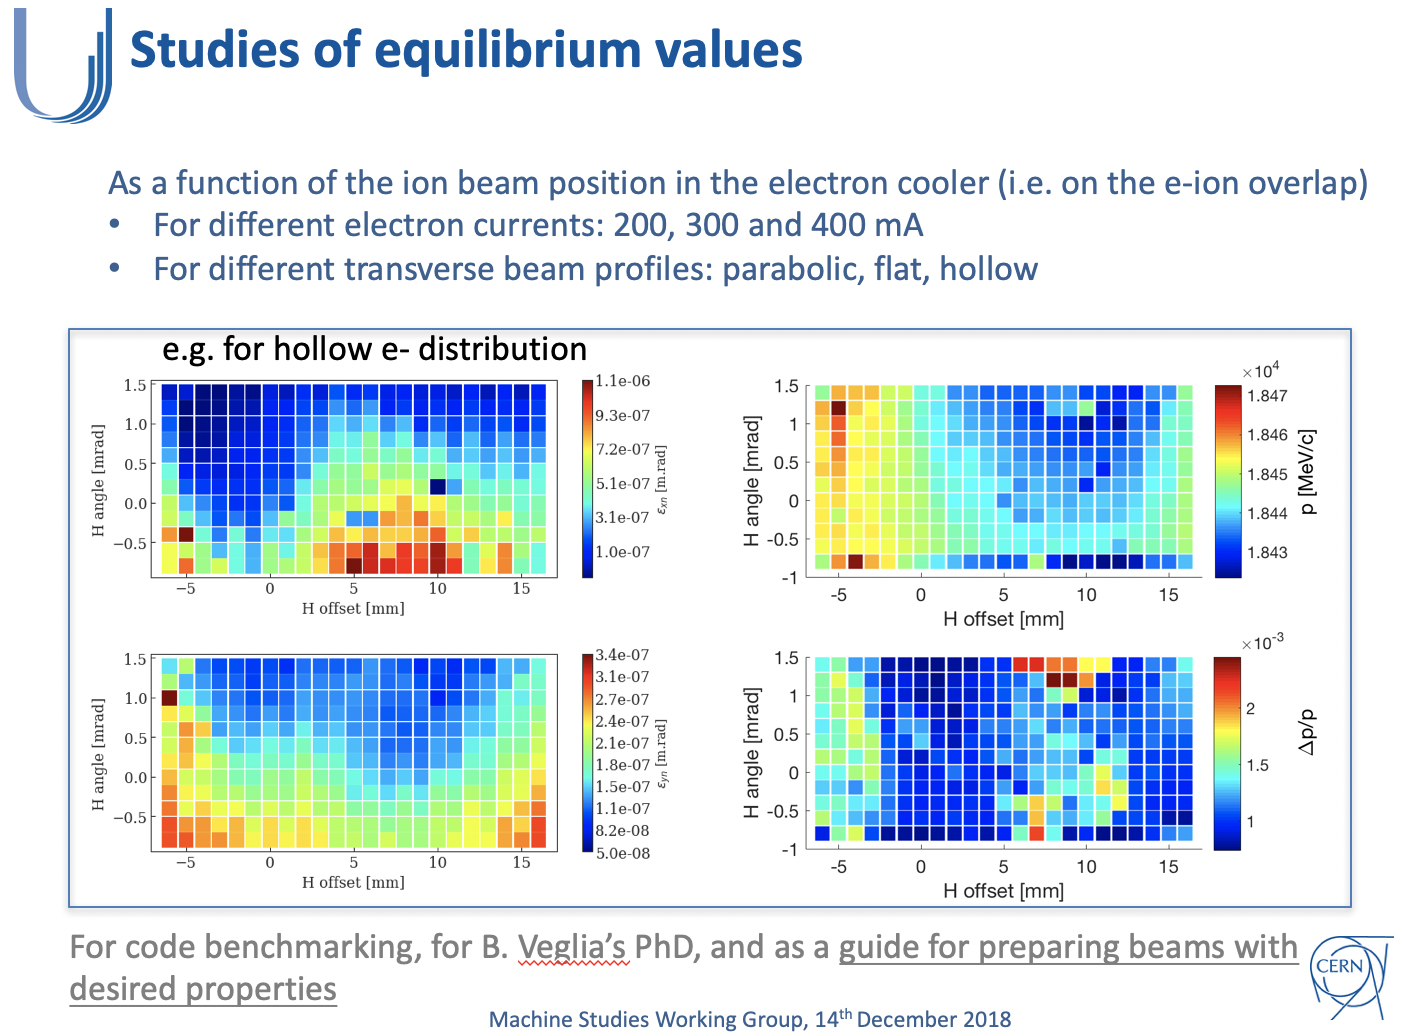 Studies of equilibrium values
As a function of the ion beam position in the electron cooler (i.e. on the e-ion overlap)
• For different electron currents: 200, 300 and 400 mA
• For different transverse beam profiles: parabolic, flat, hollow
e.g. for hollow e- distribution
1.5
1.0
0.5
0.0
−0.5
H angle [mrad]
−5 0 5 10 15
H offset [mm]
1.1e-06
9.3e-07
7.2e-07
5.1e-07
3.1e-07
1.0e-07
εxn [m.rad]
1.5
1
0.5
0
-0.5
-1
H angle [mrad]
-5 0 5 10 15
H offset [mm]
×10^4
1.847
1.846
1.845
1.844
1.843
p [MeV/c]
1.5
1.0
0.5
0.0
−0.5
H angle [mrad]
−5 0 5 10 15
H offset [mm]
3.4e-07
3.1e-07
2.7e-07
2.4e-07
2.1e-07
1.8e-07
1.5e-07
1.1e-07
8.2e-08
5.0e-08
εyn [m.rad]
1.5
1
0.5
0
-0.5
-1
H angle [mrad]
-5 0 5 10 15
H offset [mm]
×10^-3
2
1.5
1
Δp/p
For code benchmarking, for B. Veglia's PhD, and as a guide for preparing beams with
desired properties
CERN
Machine Studies Working Group, 14th December 2018